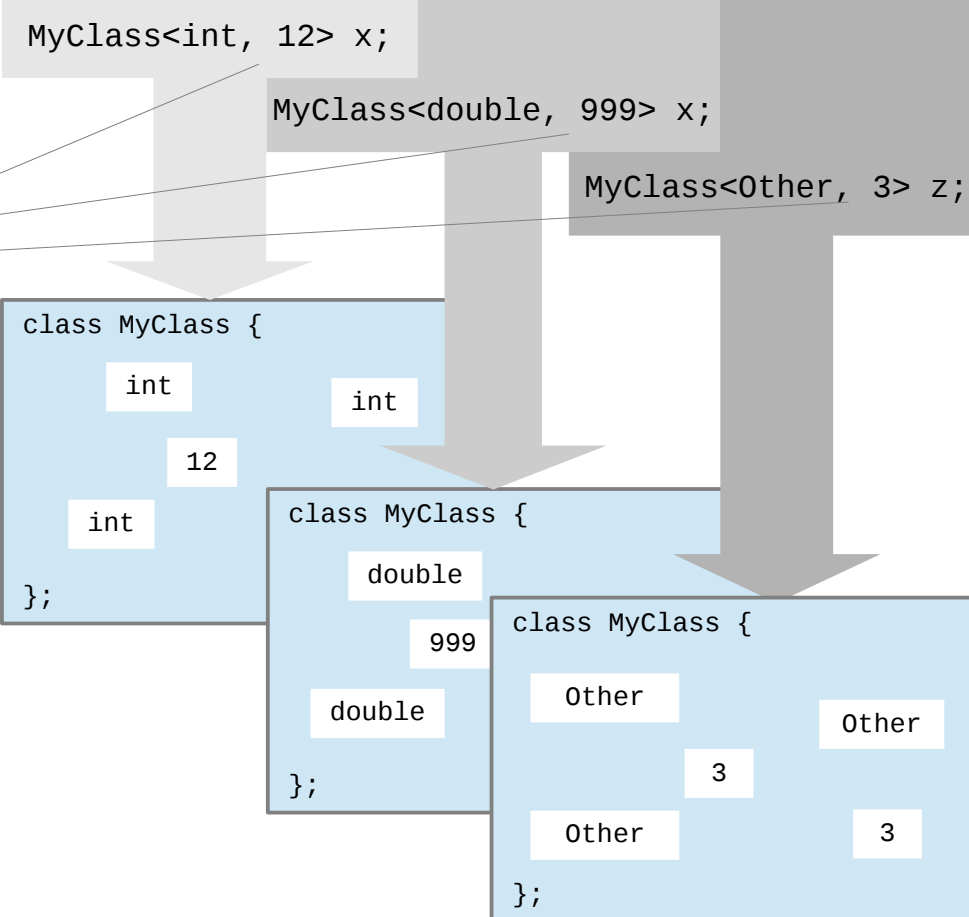 MyClass<int, 12> x;
MyClass<double, 999> x;
MyClass<Other, 3> z;
class MyClass {
int
int
12
int
};
class MyClass {
double
999
double
};
class MyClass {
Other
Other
3
Other
3
};